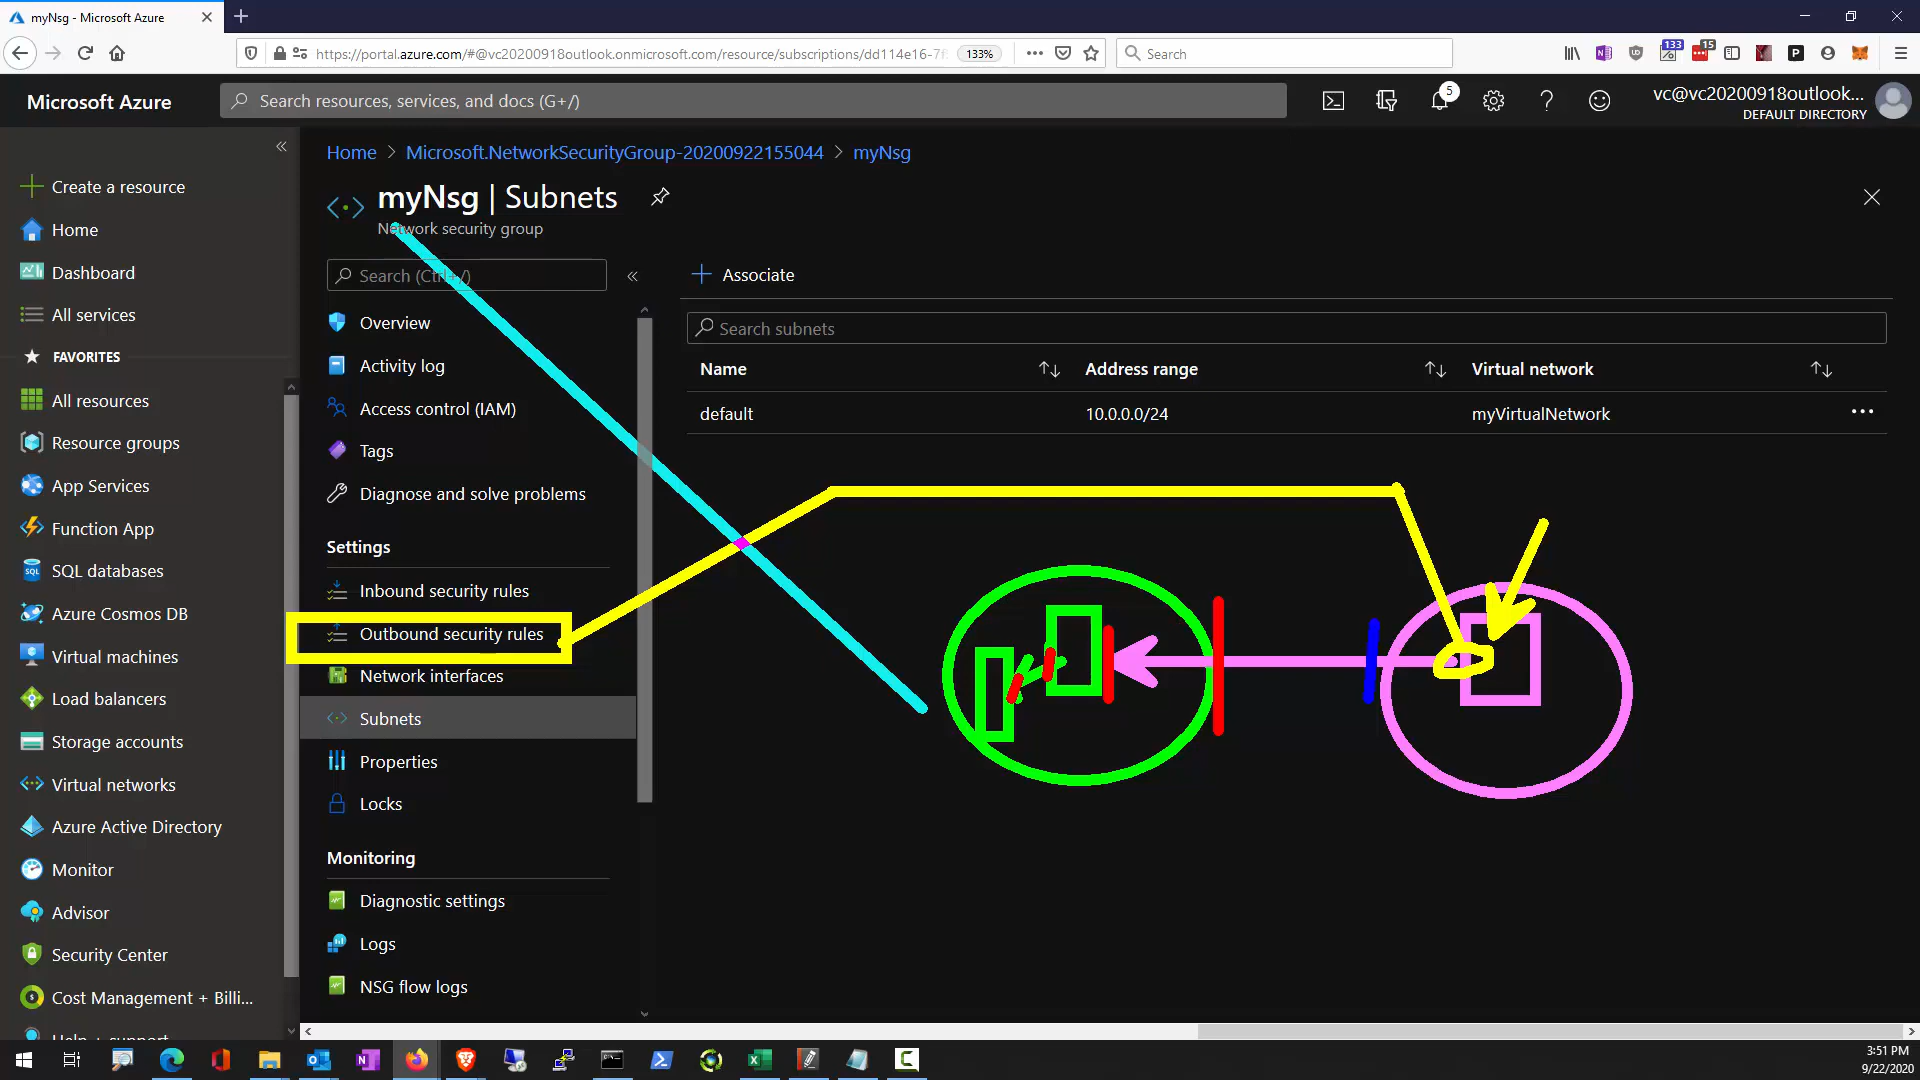 myNsg - Microsoft Azure
https://portal.azure.com/#@vc20200918outlook.onmicrosoft.com/resource/subscriptions/dd114e16-7f
133%
Search
133
15
Microsoft Azure
Search resources, services, and docs (G+/)
5
vc@vc20200918outlook...
DEFAULT DIRECTORY
Home > Microsoft.NetworkSecurityGroup-20200922155044 > myNsg
Create a resource
Home
Dashboard
All services
FAVORITES
All resources
Resource groups
App Services
Function App
SQL databases
Azure Cosmos DB
Virtual machines
Load balancers
Storage accounts
Virtual networks
Azure Active Directory
Monitor
Advisor
Security Center
Cost Management + Billi...
Help + support
myNsg | Subnets
Network security group
Search (Ctrl+/)
Overview
Activity log
Access control (IAM)
Tags
Diagnose and solve problems
Settings
Inbound security rules
Outbound security rules
Network interfaces
Subnets
Properties
Locks
Monitoring
Diagnostic settings
Logs
NSG flow logs
Associate
Search subnets
Name Address range Virtual network
default 10.0.0.0/24 myVirtualNetwork
3:51 PM
9/22/2020